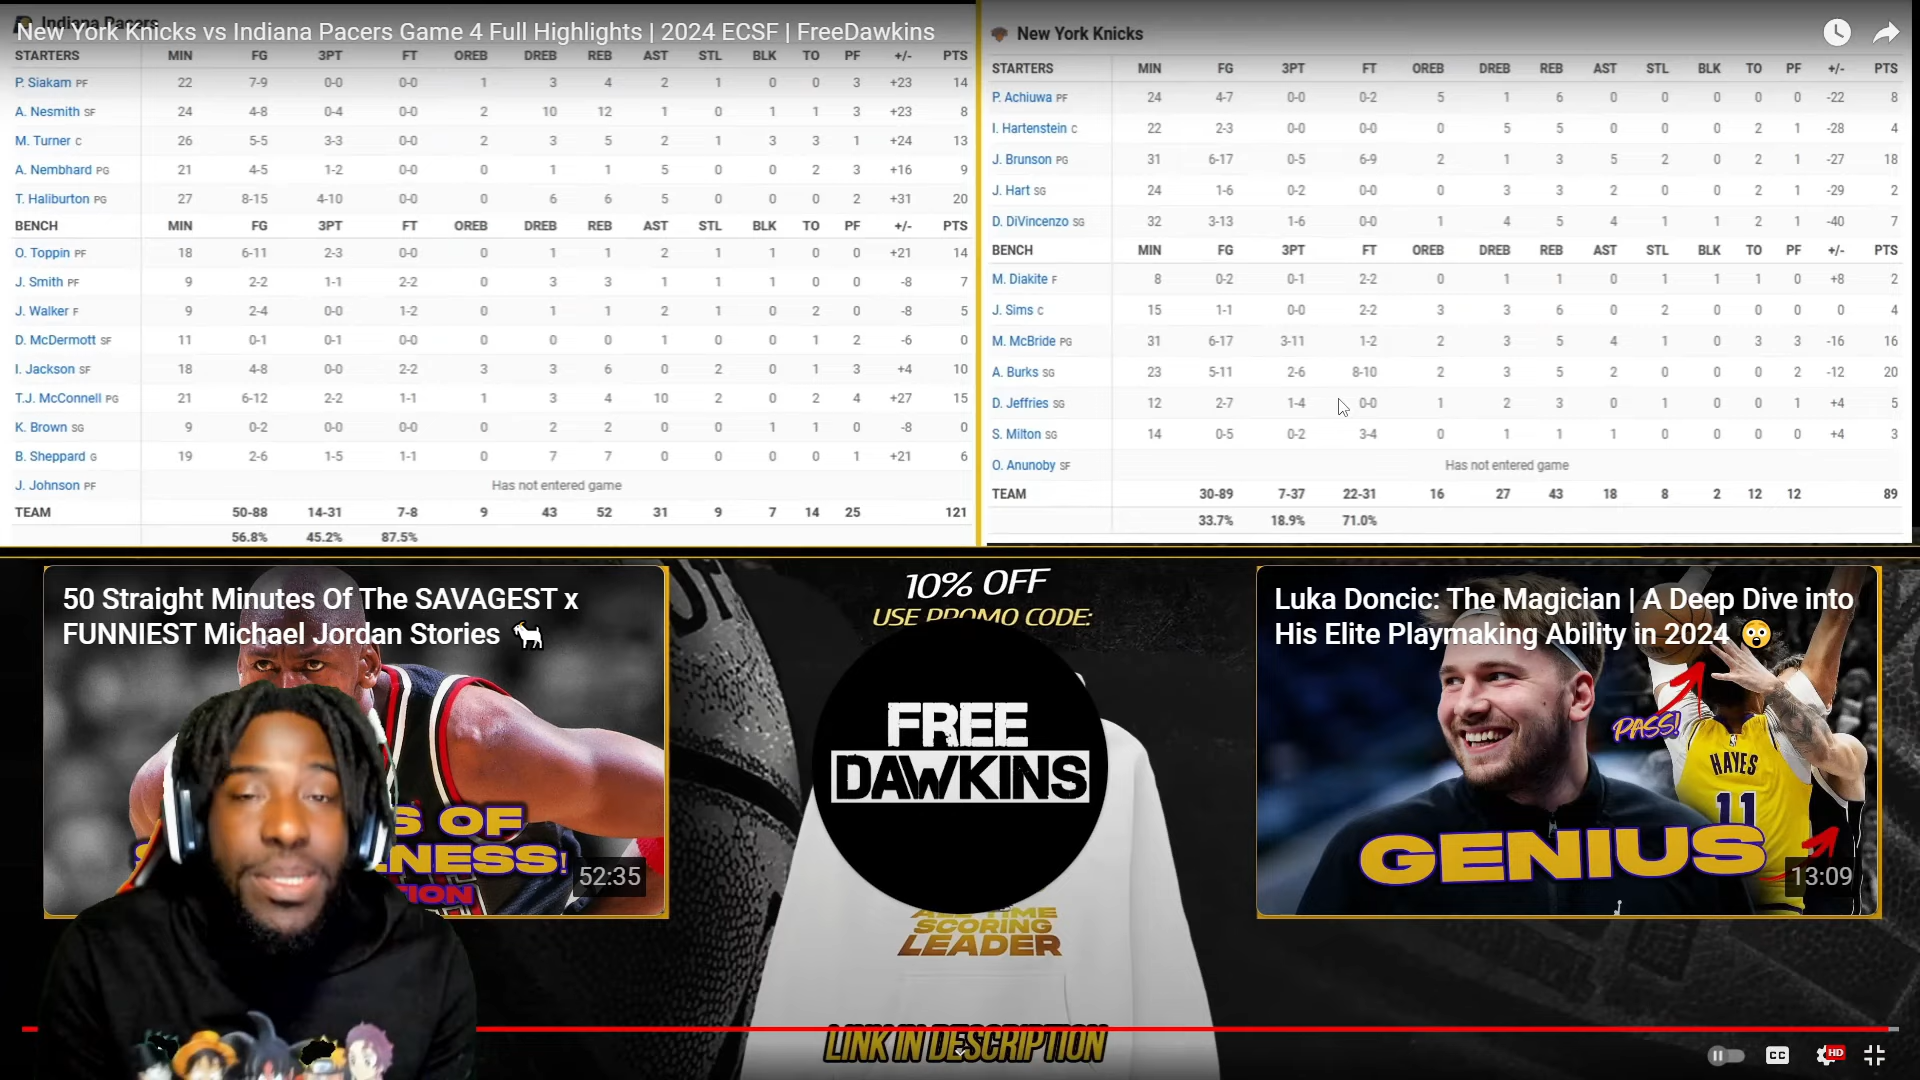 Indiana Pacers
New York Knicks vs Indiana Pacers Game 4 Full Highlights | 2024 ECSF | FreeDawkins
STARTERS MIN FG 3PT FT OREB DREB REB AST STL BLK TO PF +/- PTS
P. Siakam PF 22 7-9 0-0 0-0 1 3 4 2 1 0 0 3 +23 14
A. Nesmith SF 24 4-8 0-4 0-0 2 10 12 1 0 1 1 3 +23 8
M. Turner C 26 5-5 3-3 0-0 2 3 5 2 1 3 3 1 +24 13
A. Nembhard PG 21 4-5 1-2 0-0 0 1 1 5 0 0 2 3 +16 9
T. Haliburton PG 27 8-15 4-10 0-0 0 6 6 5 0 0 0 2 +31 20
BENCH MIN FG 3PT FT OREB DREB REB AST STL BLK TO PF +/- PTS
O. Toppin PF 18 6-11 2-3 0-0 0 1 1 2 1 1 0 0 +21 14
J. Smith PF 9 2-2 1-1 2-2 0 3 3 1 1 1 0 0 -8 7
J. Walker F 9 2-4 0-0 1-2 0 1 1 2 1 0 2 0 -8 5
D. McDermott SF 11 0-1 0-1 0-0 0 0 0 1 0 0 1 2 -6 0
I. Jackson SF 18 4-8 0-0 2-2 3 3 6 0 2 0 1 3 +4 10
T.J. McConnell PG 21 6-12 2-2 1-1 1 3 4 10 2 0 2 4 +27 15
K. Brown SG 9 0-2 0-0 0-0 0 2 2 0 0 1 1 0 -8 0
B. Sheppard G 19 2-6 1-5 1-1 0 7 7 0 0 0 0 1 +21 6
J. Johnson PF Has not entered game
TEAM 50-88 14-31 7-8 9 43 52 31 9 7 14 25 121
56.8% 45.2% 87.5%
New York Knicks
STARTERS MIN FG 3PT FT OREB DREB REB AST STL BLK TO PF +/- PTS
P. Achiuwa PF 24 4-7 0-0 0-2 5 1 6 0 0 0 0 0 -22 8
I. Hartenstein C 22 2-3 0-0 0-0 0 5 5 0 0 0 2 1 -28 4
J. Brunson PG 31 6-17 0-5 6-9 2 1 3 5 2 0 2 1 -27 18
J. Hart SG 24 1-6 0-2 0-0 0 3 3 2 0 0 2 1 -29 2
D. DiVincenzo SG 32 3-13 1-6 0-0 1 4 5 4 1 1 2 1 -40 7
BENCH MIN FG 3PT FT OREB DREB REB AST STL BLK TO PF +/- PTS
M. Diakite F 8 0-2 0-1 2-2 0 1 1 0 1 1 1 0 +8 2
J. Sims C 15 1-1 0-0 2-2 3 3 6 0 2 0 0 0 0 4
M. McBride PG 31 6-17 3-11 1-2 2 3 5 4 1 0 3 3 -16 16
A. Burks SG 23 5-11 2-6 8-10 2 3 5 2 0 0 0 2 -12 20
D. Jeffries SG 12 2-7 1-4 0-0 1 2 3 0 1 0 0 1 +4 5
S. Milton SG 14 0-5 0-2 3-4 0 1 1 1 0 0 0 0 +4 3
O. Anunoby SF Has not entered game
TEAM 30-89 7-37 22-31 16 27 43 18 8 2 12 12 89
33.7% 18.9% 71.0%
50 Straight Minutes Of The SAVAGEST x
FUNNIEST Michael Jordan Stories 🐐
S OF
NESS!
52:35
10% OFF
USE PROMO CODE:
FREE
DAWKINS
ALL TIME
SCORING
LEADER
LINK IN DESCRIPTION
Luka Doncic: The Magician | A Deep Dive into
His Elite Playmaking Ability in 2024 😲
PASS!
HAYES
11
GENIUS
13:09
CC
HD